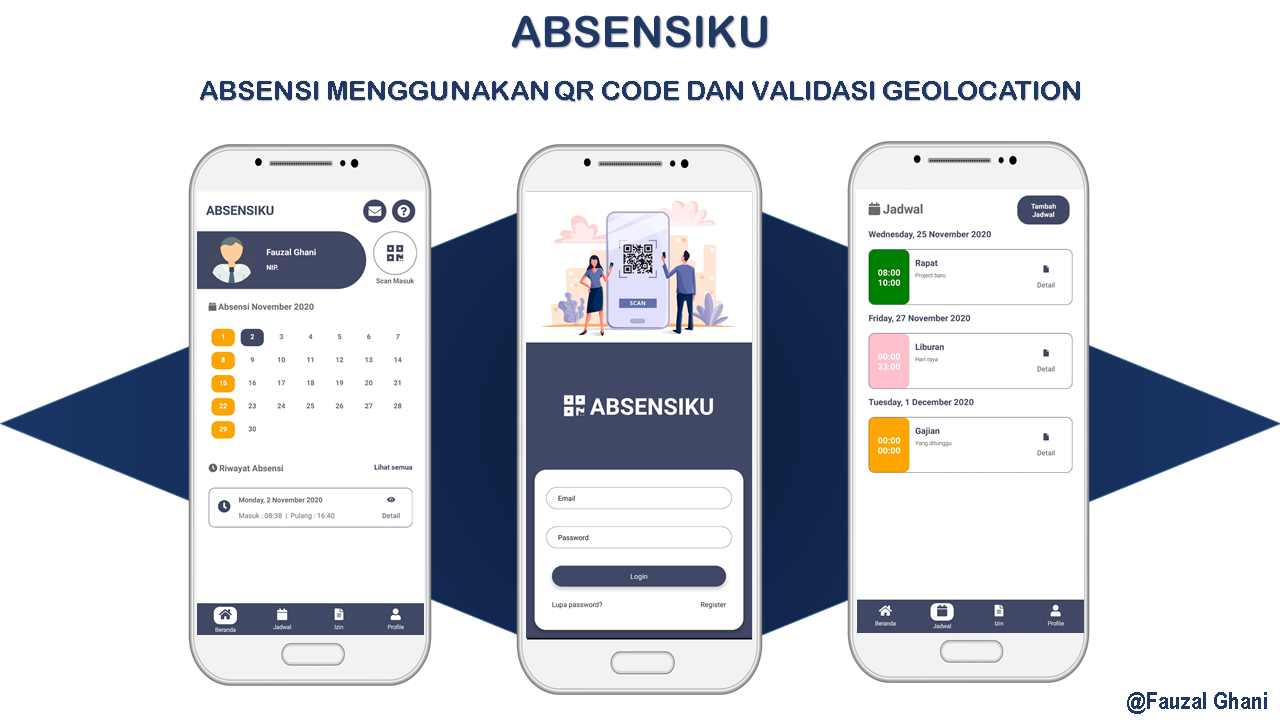 ABSENSIKU
ABSENSI MENGGUNAKAN QR CODE DAN VALIDASI GEOLOCATION
ABSENSIKU
Fauzal Ghani
NIP.
Scan Masuk
Absensi November 2020
1 2 3 4 5 6 7
8 9 10 11 12 13 14
15 16 17 18 19 20 21
22 23 24 25 26 27 28
29 30
Riwayat Absensi Lihat semua
Monday, 2 November 2020
Masuk : 08:38 | Pulang : 16:40 Detail
Beranda Jadwal Izin Profile
SCAN
ABSENSIKU
Email
Password
Login
Lupa password? Register
Jadwal
Tambah
Jadwal
Wednesday, 25 November 2020
08:00
10:00
Rapat
Project baru
Detail
Friday, 27 November 2020
00:00
23:00
Liburan
Hari raya
Detail
Tuesday, 1 December 2020
00:00
00:00
Gajian
Yang ditunggu
Detail
Beranda Jadwal Izin Profile
@Fauzal Ghani